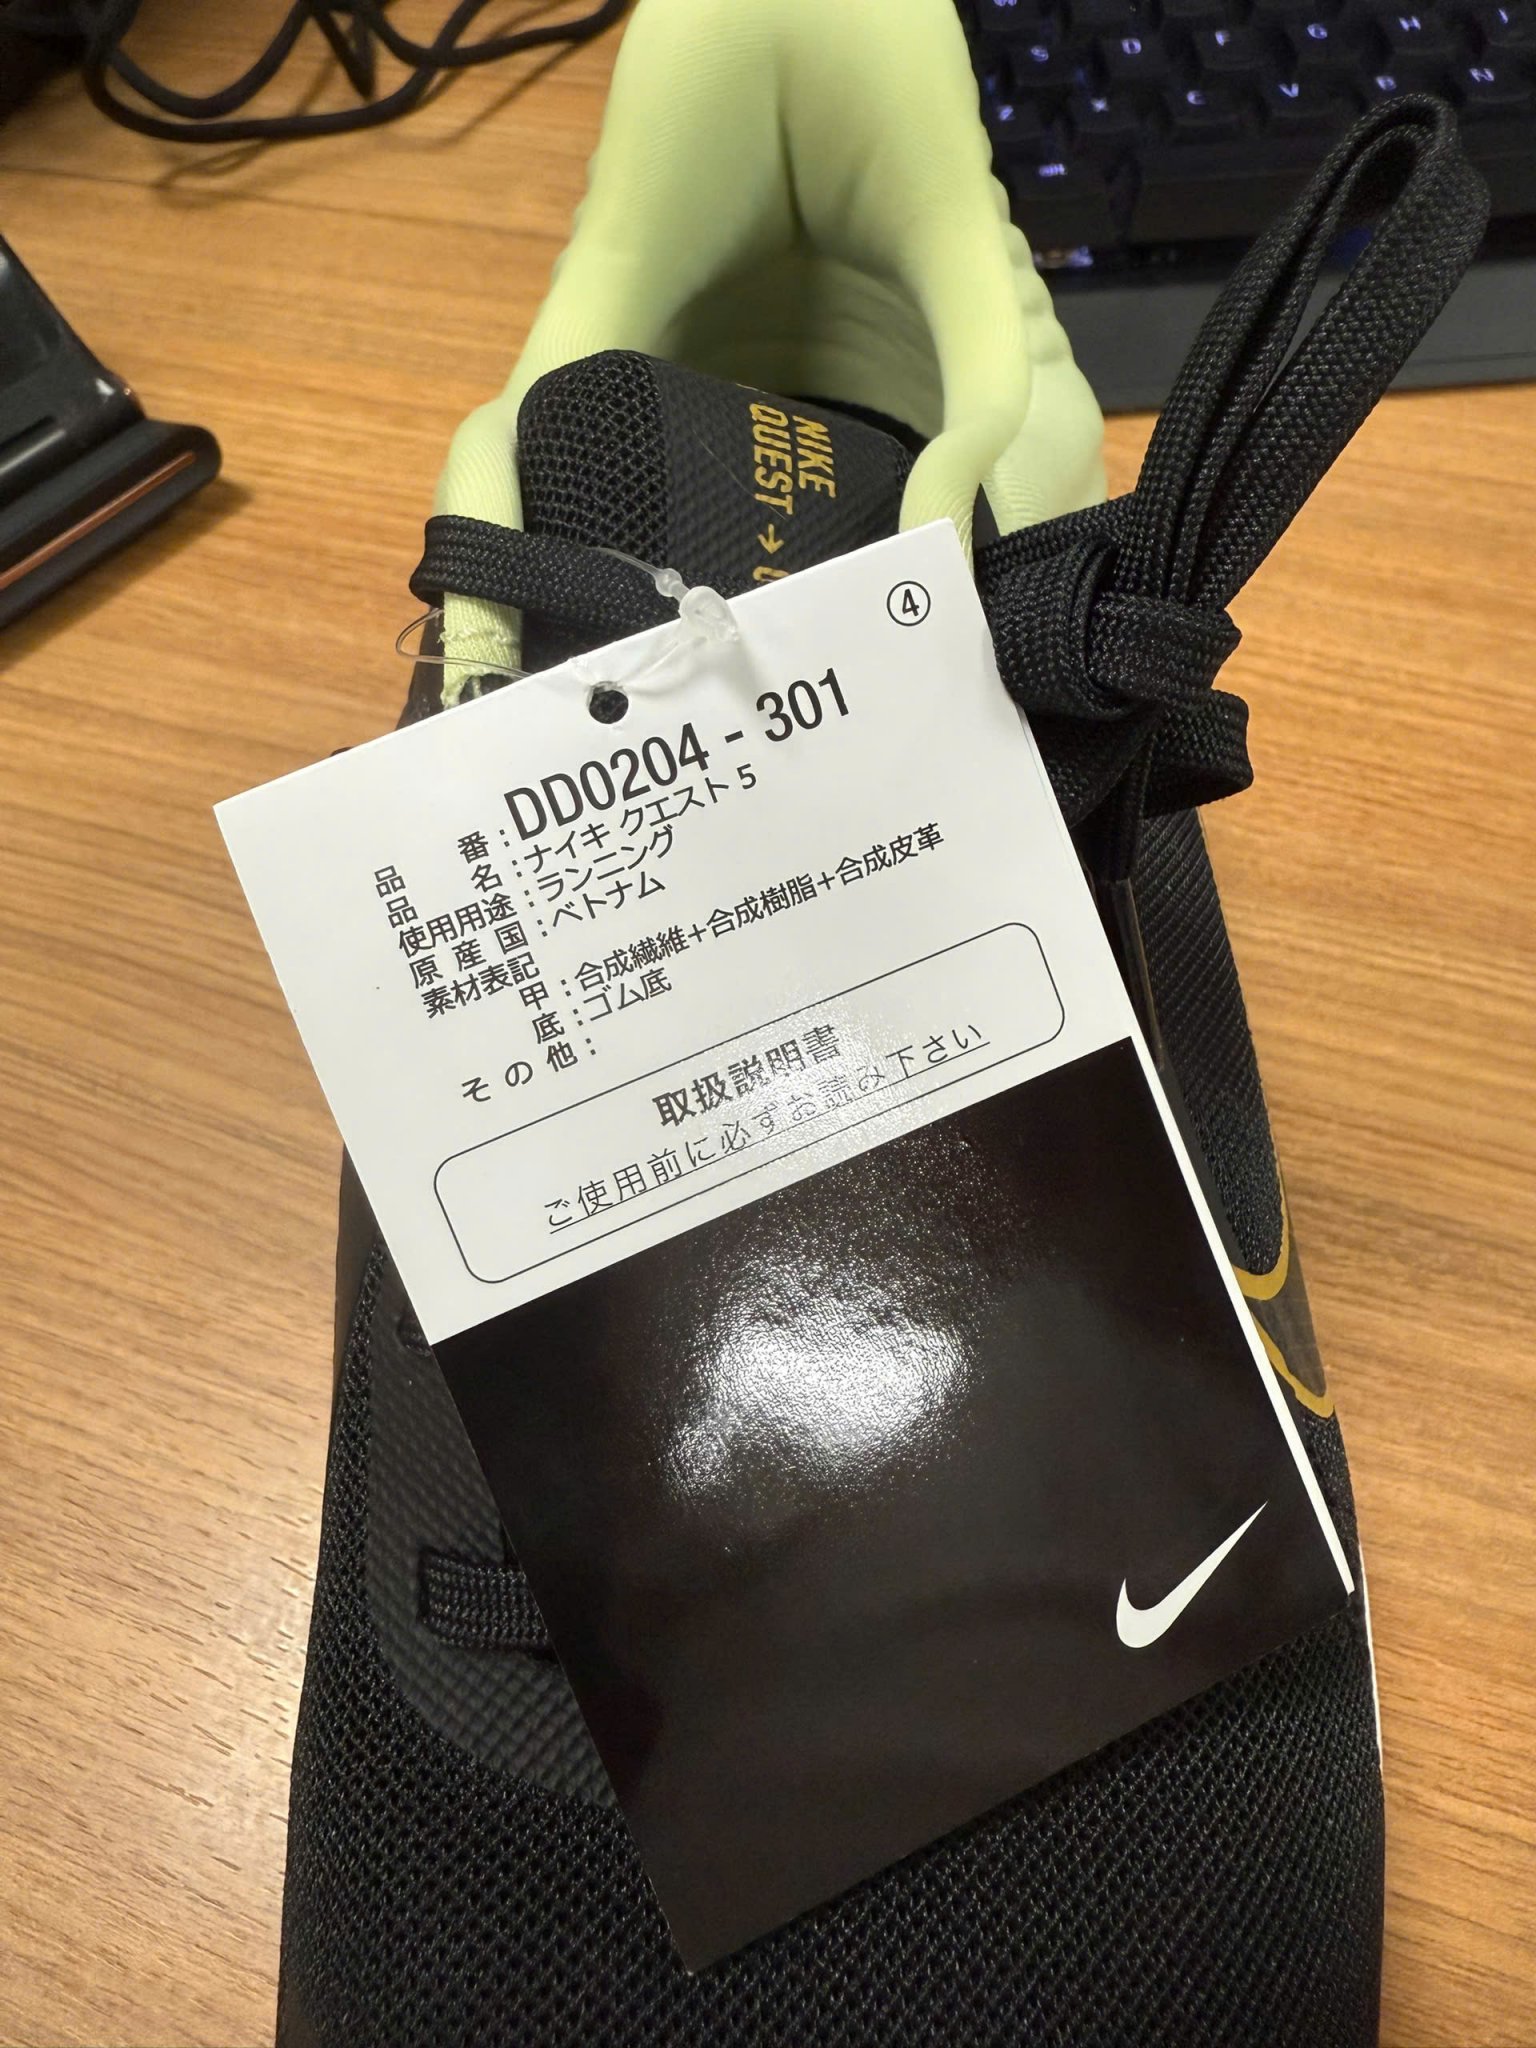 NIKE
QUEST →
④
品番:DD0204-301
品名:ナイキ クエスト 5
使用用途:ランニング
原産国:ベトナム
素材表記
甲:合成繊維+合成樹脂+合成皮革
底:ゴム底
その他:
取扱説明書
ご使用前に必ずお読み下さい
S D F G H
Z X C V B N